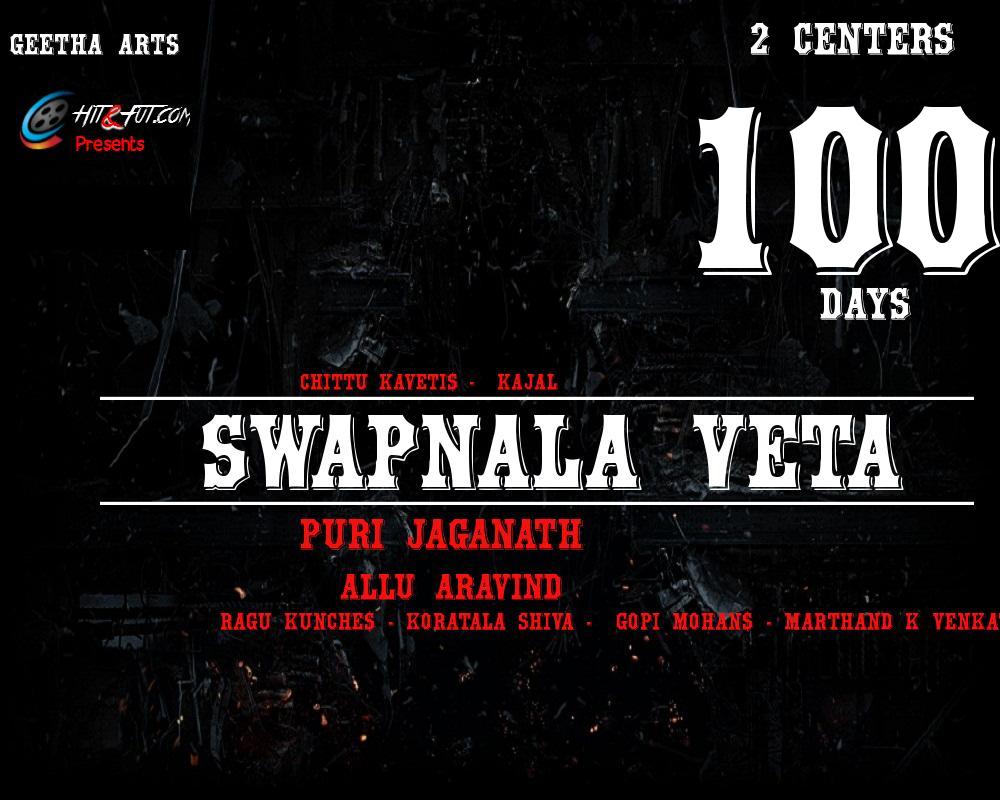 GEETHA ARTS
2 CENTERS
HIT&FUT.COM
Presents
100
DAYS
CHITTU KAVETIS - KAJAL
SWAPNALA VETA
PURI JAGANATH
ALLU ARAVIND
RAGU KUNCHES - KORATALA SHIVA - GOPI MOHANS - MARTHAND K VENKA